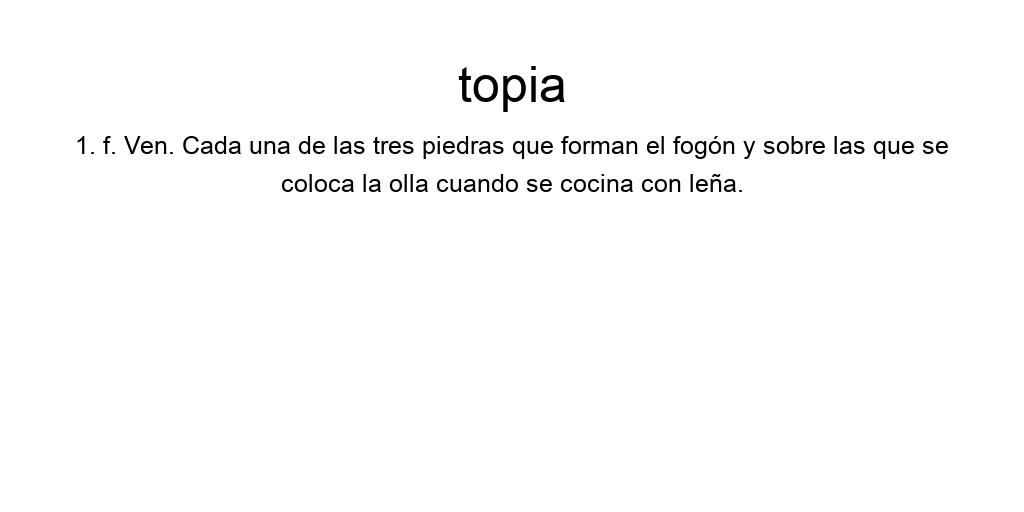 topia
1. f. Ven. Cada una de las tres piedras que forman el fogón y sobre las que se
coloca la olla cuando se cocina con leña.